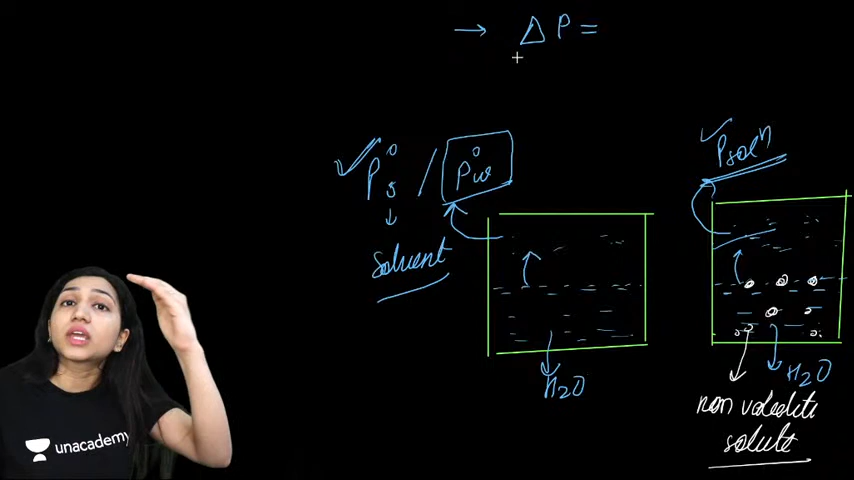 → ΔP =
P°s / P°w
Psolⁿ
solvent
H2O
H2O
non volatile
solute
unacademy